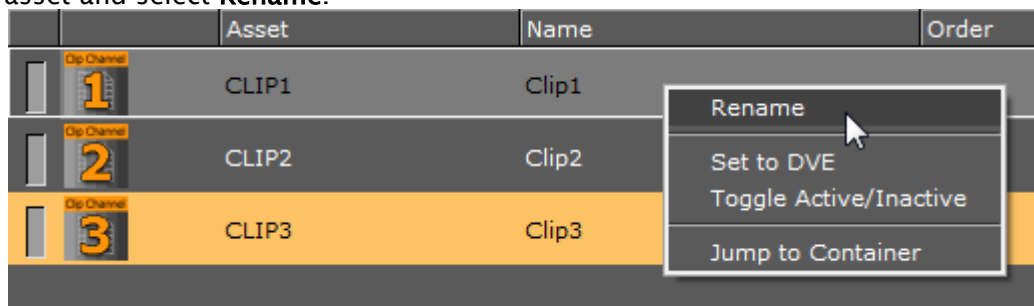 asset and select Rename.
Asset Name Order
Clip Channel
1 CLIP1 Clip1
Rename
Clip Channel
2 CLIP2 Clip2
Set to DVE
Toggle Active/Inactive
Clip Channel
3 CLIP3 Clip3
Jump to Container